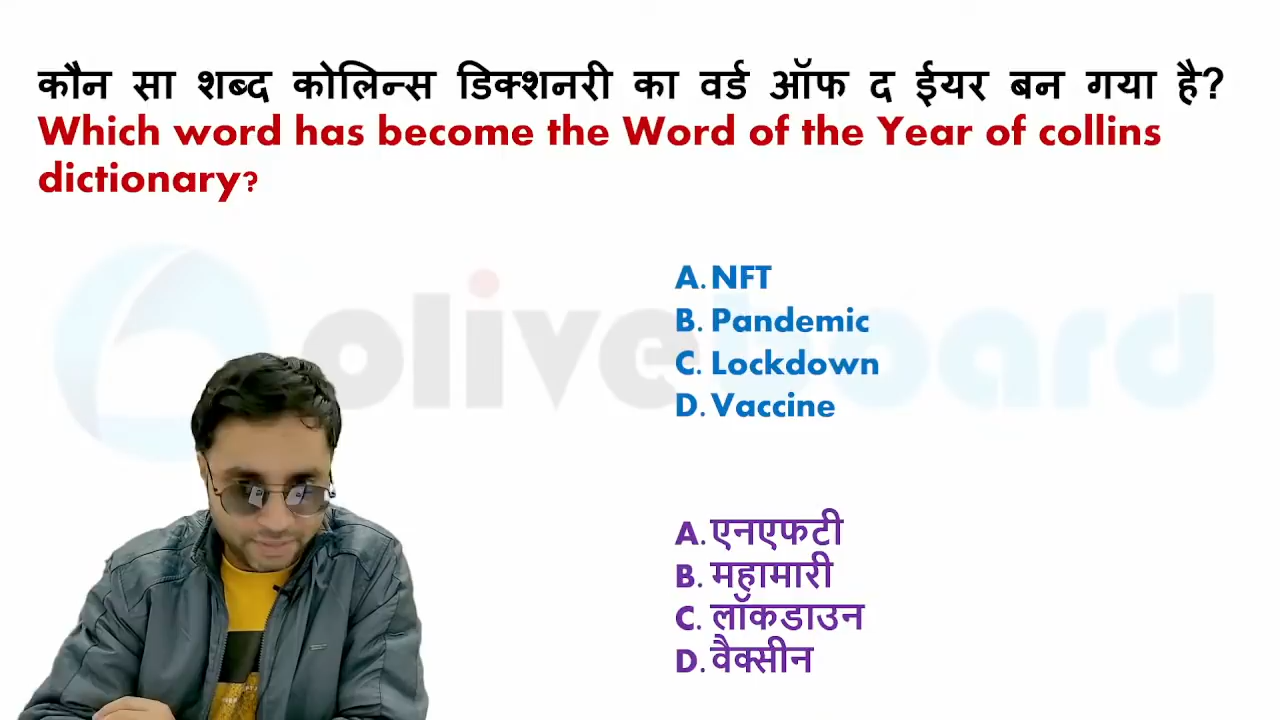 कौन सा शब्द कोलिन्स डिक्शनरी का वर्ड ऑफ द ईयर बन गया है?
Which word has become the Word of the Year of collins
dictionary?
oliveboard
A. NFT
B. Pandemic
C. Lockdown
D. Vaccine
A. एनएफटी
B. महामारी
C. लॉकडाउन
D. वैक्सीन